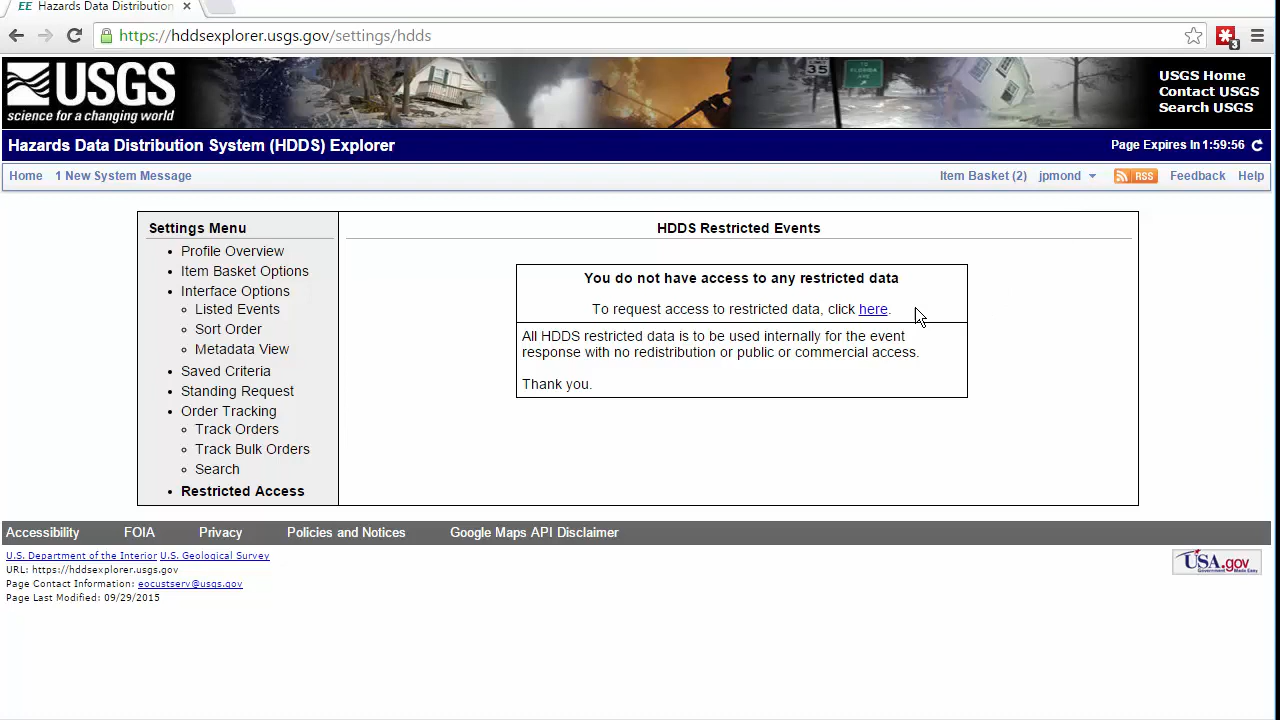 EE Hazards Data Distribution ×
https://hddsexplorer.usgs.gov/settings/hdds
3
USGS
science for a changing world
35
USGS Home
Contact USGS
Search USGS
Hazards Data Distribution System (HDDS) Explorer
Page Expires In 1:59:56
Home 1 New System Message
Item Basket (2) jpmond RSS Feedback Help
Settings Menu
Profile Overview
Item Basket Options
Interface Options
Listed Events
Sort Order
Metadata View
Saved Criteria
Standing Request
Order Tracking
Track Orders
Track Bulk Orders
Search
Restricted Access
HDDS Restricted Events
You do not have access to any restricted data
To request access to restricted data, click here.
All HDDS restricted data is to be used internally for the event
response with no redistribution or public or commercial access.
Thank you.
Accessibility FOIA Privacy Policies and Notices Google Maps API Disclaimer
U.S. Department of the Interior U.S. Geological Survey
URL: https://hddsexplorer.usgs.gov
Page Contact Information: eocustserv@usgs.gov
Page Last Modified: 09/29/2015
USA.gov